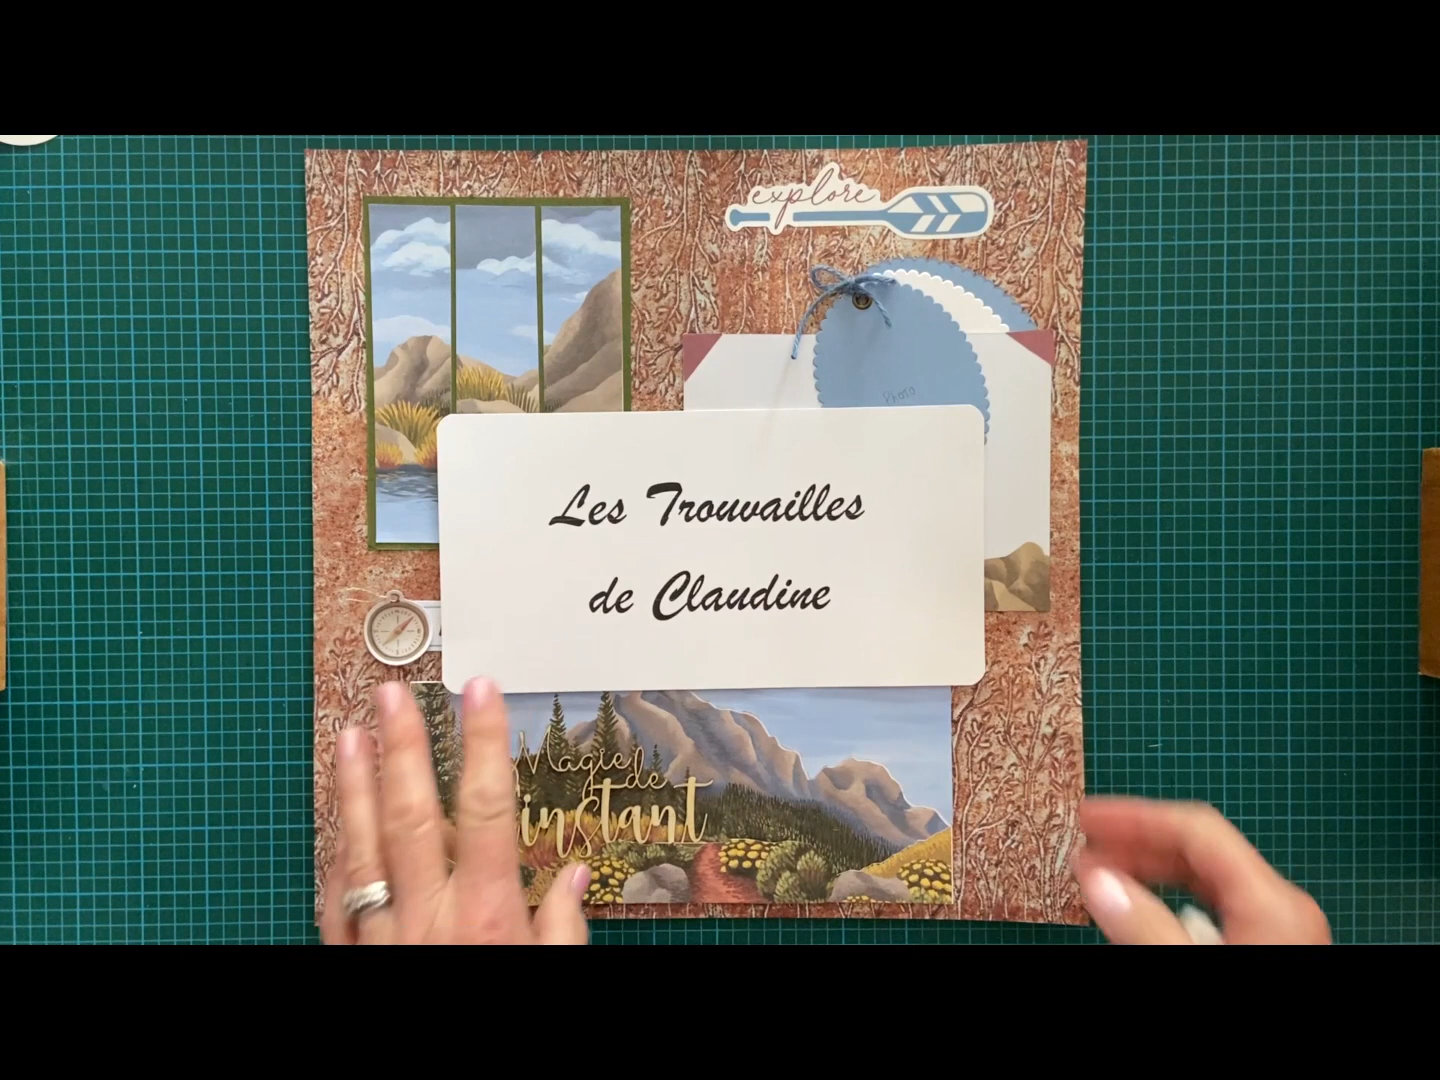 explore
Photo
Les Trouvailles
de Claudine
Magie
de
instant